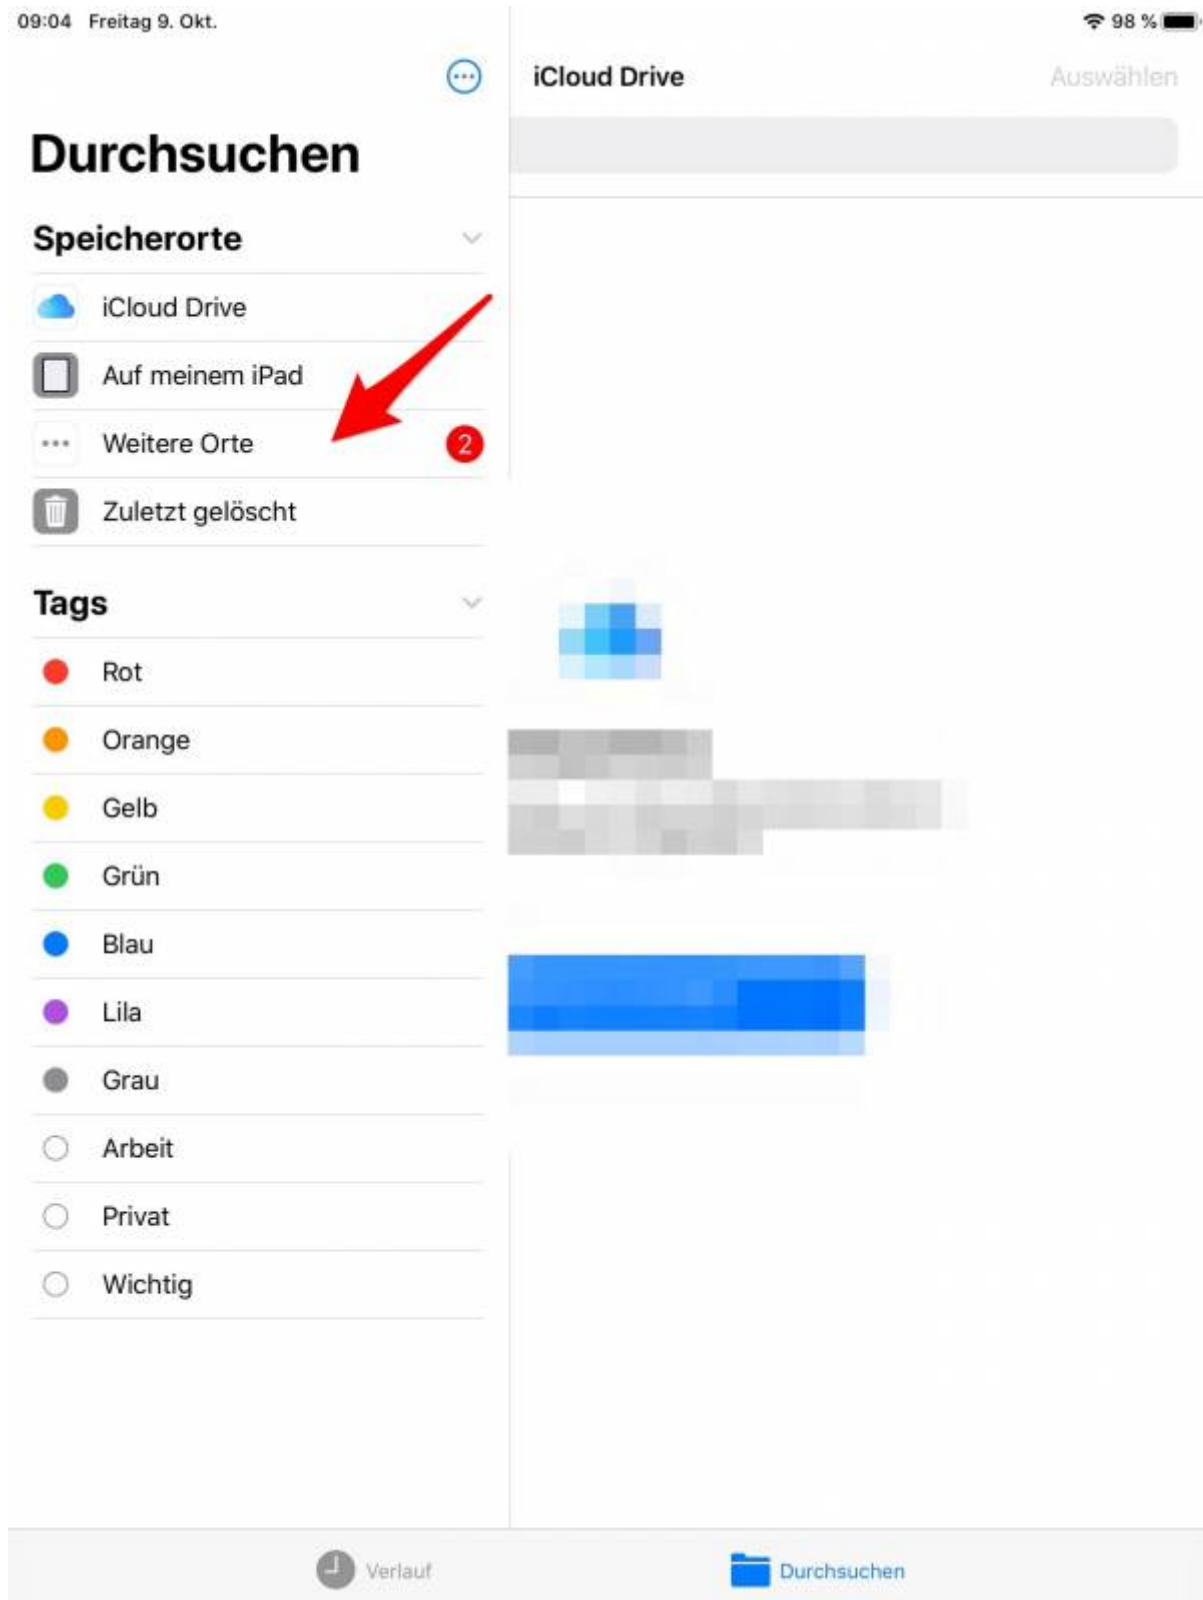 09:04 Freitag 9. Okt.
98 %
iCloud Drive
Auswählen
Durchsuchen
Speicherorte
iCloud Drive
Auf meinem iPad
Weitere Orte
2
Zuletzt gelöscht
Tags
Rot
Orange
Gelb
Grün
Blau
Lila
Grau
Arbeit
Privat
Wichtig
Verlauf
Durchsuchen